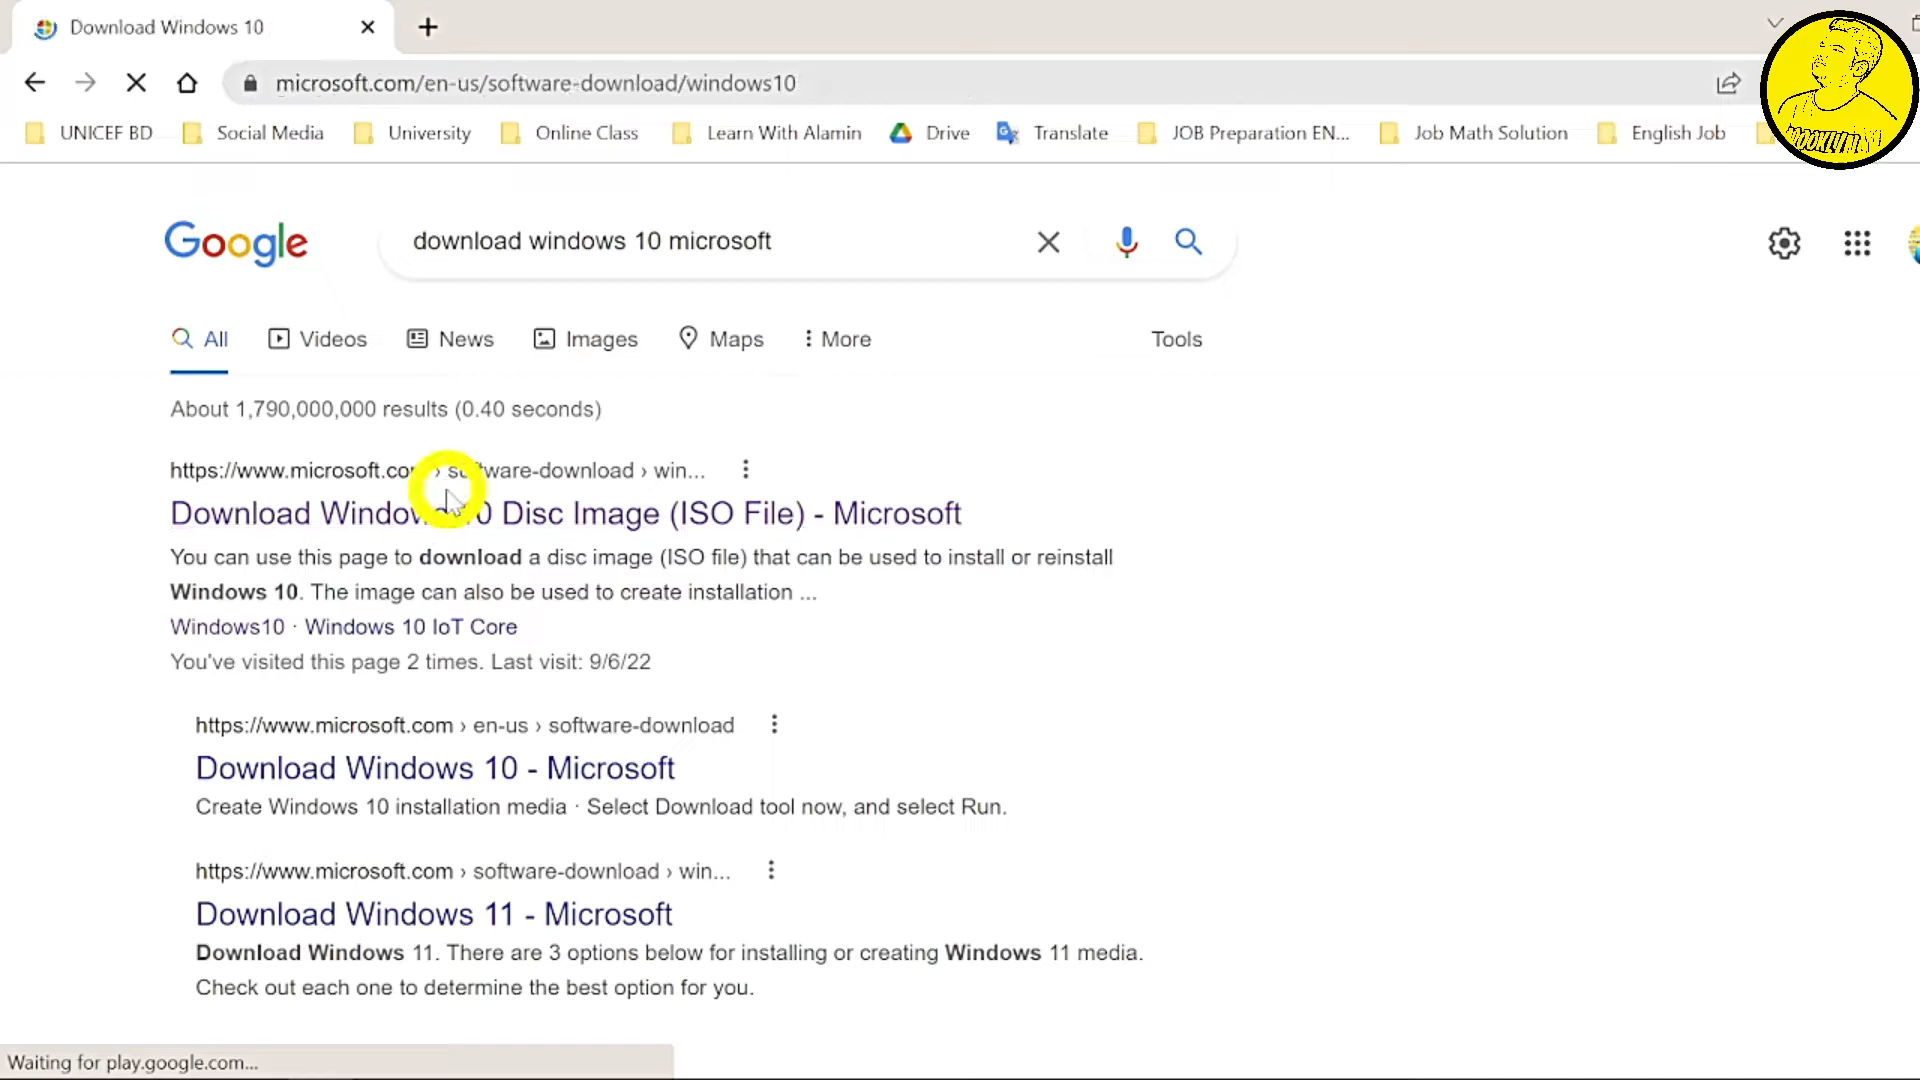 Download Windows 10
microsoft.com/en-us/software-download/windows10
UNICEF BD Social Media University Online Class Learn With Alamin Drive Translate JOB Preparation EN... Job Math Solution English Job
Google download windows 10 microsoft
All Videos News Images Maps More Tools
About 1,790,000,000 results (0.40 seconds)
https://www.microsoft.com › software-download › win...
Download Windows 10 Disc Image (ISO File) - Microsoft
You can use this page to download a disc image (ISO file) that can be used to install or reinstall
Windows 10. The image can also be used to create installation ...
Windows10 · Windows 10 IoT Core
You've visited this page 2 times. Last visit: 9/6/22
https://www.microsoft.com › en-us › software-download
Download Windows 10 - Microsoft
Create Windows 10 installation media · Select Download tool now, and select Run.
https://www.microsoft.com › software-download › win...
Download Windows 11 - Microsoft
Download Windows 11. There are 3 options below for installing or creating Windows 11 media.
Check out each one to determine the best option for you.
Waiting for play.google.com...